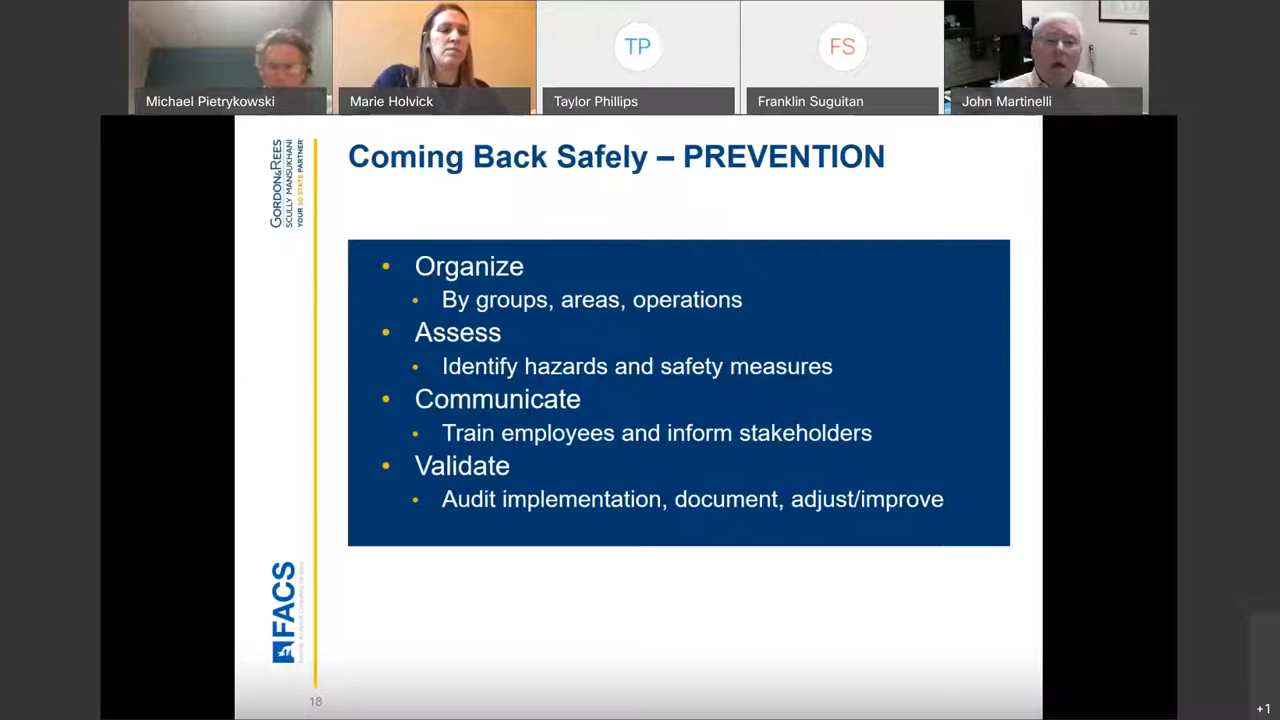 TP
FS
Michael Pietrykowski
Marie Holvick
Taylor Phillips
Franklin Suguitan
John Martinelli
GORDON&REES
SCULLY MANSUKHANI
YOUR 50 STATE PARTNER
Coming Back Safely – PREVENTION
• Organize
• By groups, areas, operations
• Assess
• Identify hazards and safety measures
• Communicate
• Train employees and inform stakeholders
• Validate
• Audit implementation, document, adjust/improve
FACS
18
+1